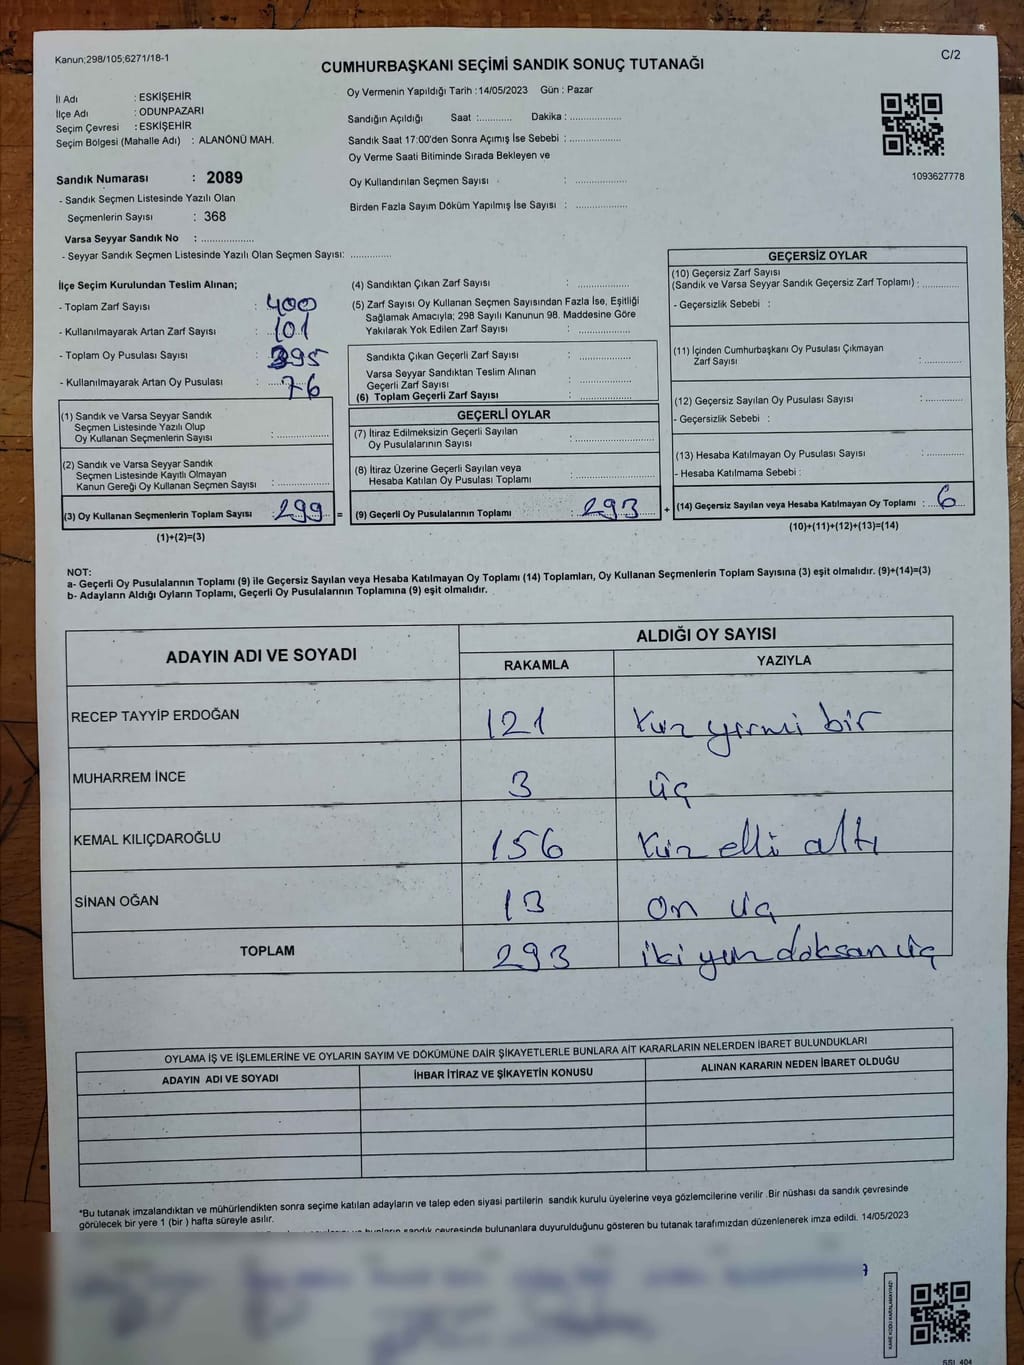 Kanun;298/105;6271/18-1
C/2
CUMHURBAŞKANI SEÇİMİ SANDIK SONUÇ TUTANAĞI
İl Adı : ESKİŞEHİR
İlçe Adı : ODUNPAZARI
Seçim Çevresi : ESKİŞEHİR
Seçim Bölgesi (Mahalle Adı) : ALANÖNÜ MAH.
Oy Vermenin Yapıldığı Tarih :14/05/2023 Gün : Pazar
Sandığın Açıldığı Saat :............ Dakika :..................
Sandık Saat 17:00'den Sonra Açımış İse Sebebi :..................
Oy Verme Saati Bitiminde Sırada Bekleyen ve
Oy Kullandırılan Seçmen Sayısı : ..................
Birden Fazla Sayım Döküm Yapılmış İse Sayısı : ..................
1093627778
Sandık Numarası : 2089
- Sandık Seçmen Listesinde Yazılı Olan
Seçmenlerin Sayısı : 368
Varsa Seyyar Sandık No : ..................
- Seyyar Sandık Seçmen Listesinde Yazılı Olan Seçmen Sayısı: ..............
İlçe Seçim Kurulundan Teslim Alınan;
- Toplam Zarf Sayısı : 400
- Kullanılmayarak Artan Zarf Sayısı : 101
- Toplam Oy Pusulası Sayısı : 395
- Kullanılmayarak Artan Oy Pusulası : 76
(1) Sandık ve Varsa Seyyar Sandık
Seçmen Listesinde Yazılı Olup
Oy Kullanan Seçmenlerin Sayısı :..................
(2) Sandık ve Varsa Seyyar Sandık
Seçmen Listesinde Kayıtlı Olmayan
Kanun Gereği Oy Kullanan Seçmen Sayısı :..................
(3) Oy Kullanan Seçmenlerin Toplam Sayısı : 299 =
(1)+(2)=(3)
(4) Sandıktan Çıkan Zarf Sayısı : ..................
(5) Zarf Sayısı Oy Kullanan Seçmen Sayısından Fazla İse, Eşitliği
Sağlamak Amacıyla; 298 Sayılı Kanunun 98. Maddesine Göre
Yakılarak Yok Edilen Zarf Sayısı : ..................
Sandıkta Çıkan Geçerli Zarf Sayısı : ..................
Varsa Seyyar Sandıktan Teslim Alınan
Geçerli Zarf Sayısı : ..................
(6) Toplam Geçerli Zarf Sayısı : ..................
GEÇERLİ OYLAR
(7) İtiraz Edilmeksizin Geçerli Sayılan
Oy Pusulalarının Sayısı :..................
(8) İtiraz Üzerine Geçerli Sayılan veya
Hesaba Katılan Oy Pusulası Toplamı :..................
(9) Geçerli Oy Pusulalarının Toplamı : 293 +
GEÇERSİZ OYLAR
(10) Geçersiz Zarf Sayısı
(Sandık ve Varsa Seyyar Sandık Geçersiz Zarf Toplamı) :.............
- Geçersizlik Sebebi :
(11) İçinden Cumhurbaşkanı Oy Pusulası Çıkmayan
Zarf Sayısı :.............
(12) Geçersiz Sayılan Oy Pusulası Sayısı :.............
- Geçersizlik Sebebi :
(13) Hesaba Katılmayan Oy Pusulası Sayısı :.............
- Hesaba Katılmama Sebebi :
(14) Geçersiz Sayılan veya Hesaba Katılmayan Oy Toplamı : 6
(10)+(11)+(12)+(13)=(14)
NOT:
a- Geçerli Oy Pusulalarının Toplamı (9) ile Geçersiz Sayılan veya Hesaba Katılmayan Oy Toplamı (14) Toplamları, Oy Kullanan Seçmenlerin Toplam Sayısına (3) eşit olmalıdır. (9)+(14)=(3)
b- Adayların Aldığı Oyların Toplamı, Geçerli Oy Pusulalarının Toplamına (9) eşit olmalıdır.
ADAYIN ADI VE SOYADI ALDIĞI OY SAYISI
RAKAMLA YAZIYLA
RECEP TAYYİP ERDOĞAN 121 Yüz yirmi bir
MUHARREM İNCE 3 üç
KEMAL KILIÇDAROĞLU 156 Yüz elli altı
SİNAN OĞAN 13 on üç
TOPLAM 293 iki yüz doksan üç
OYLAMA İŞ VE İŞLEMLERİNE VE OYLARIN SAYIM VE DÖKÜMÜNE DAİR ŞİKAYETLERLE BUNLARA AİT KARARLARIN NELERDEN İBARET BULUNDUKLARI
ADAYIN ADI VE SOYADI İHBAR İTİRAZ VE ŞİKAYETİN KONUSU ALINAN KARARIN NEDEN İBARET OLDUĞU
*Bu tutanak imzalandıktan ve mühürlendikten sonra seçime katılan adayların ve talep eden siyasi partilerin sandık kurulu üyelerine veya gözlemcilerine verilir .Bir nüshası da sandık çevresinde
görülecek bir yere 1 (bir ) hafta süreyle asılır.
sandık çevresinde bulunanlara duyurulduğunu gösteren bu tutanak tarafımızdan düzenlenerek imza edildi. 14/05/2023
KARE KODU KARALAMAYINIZ!